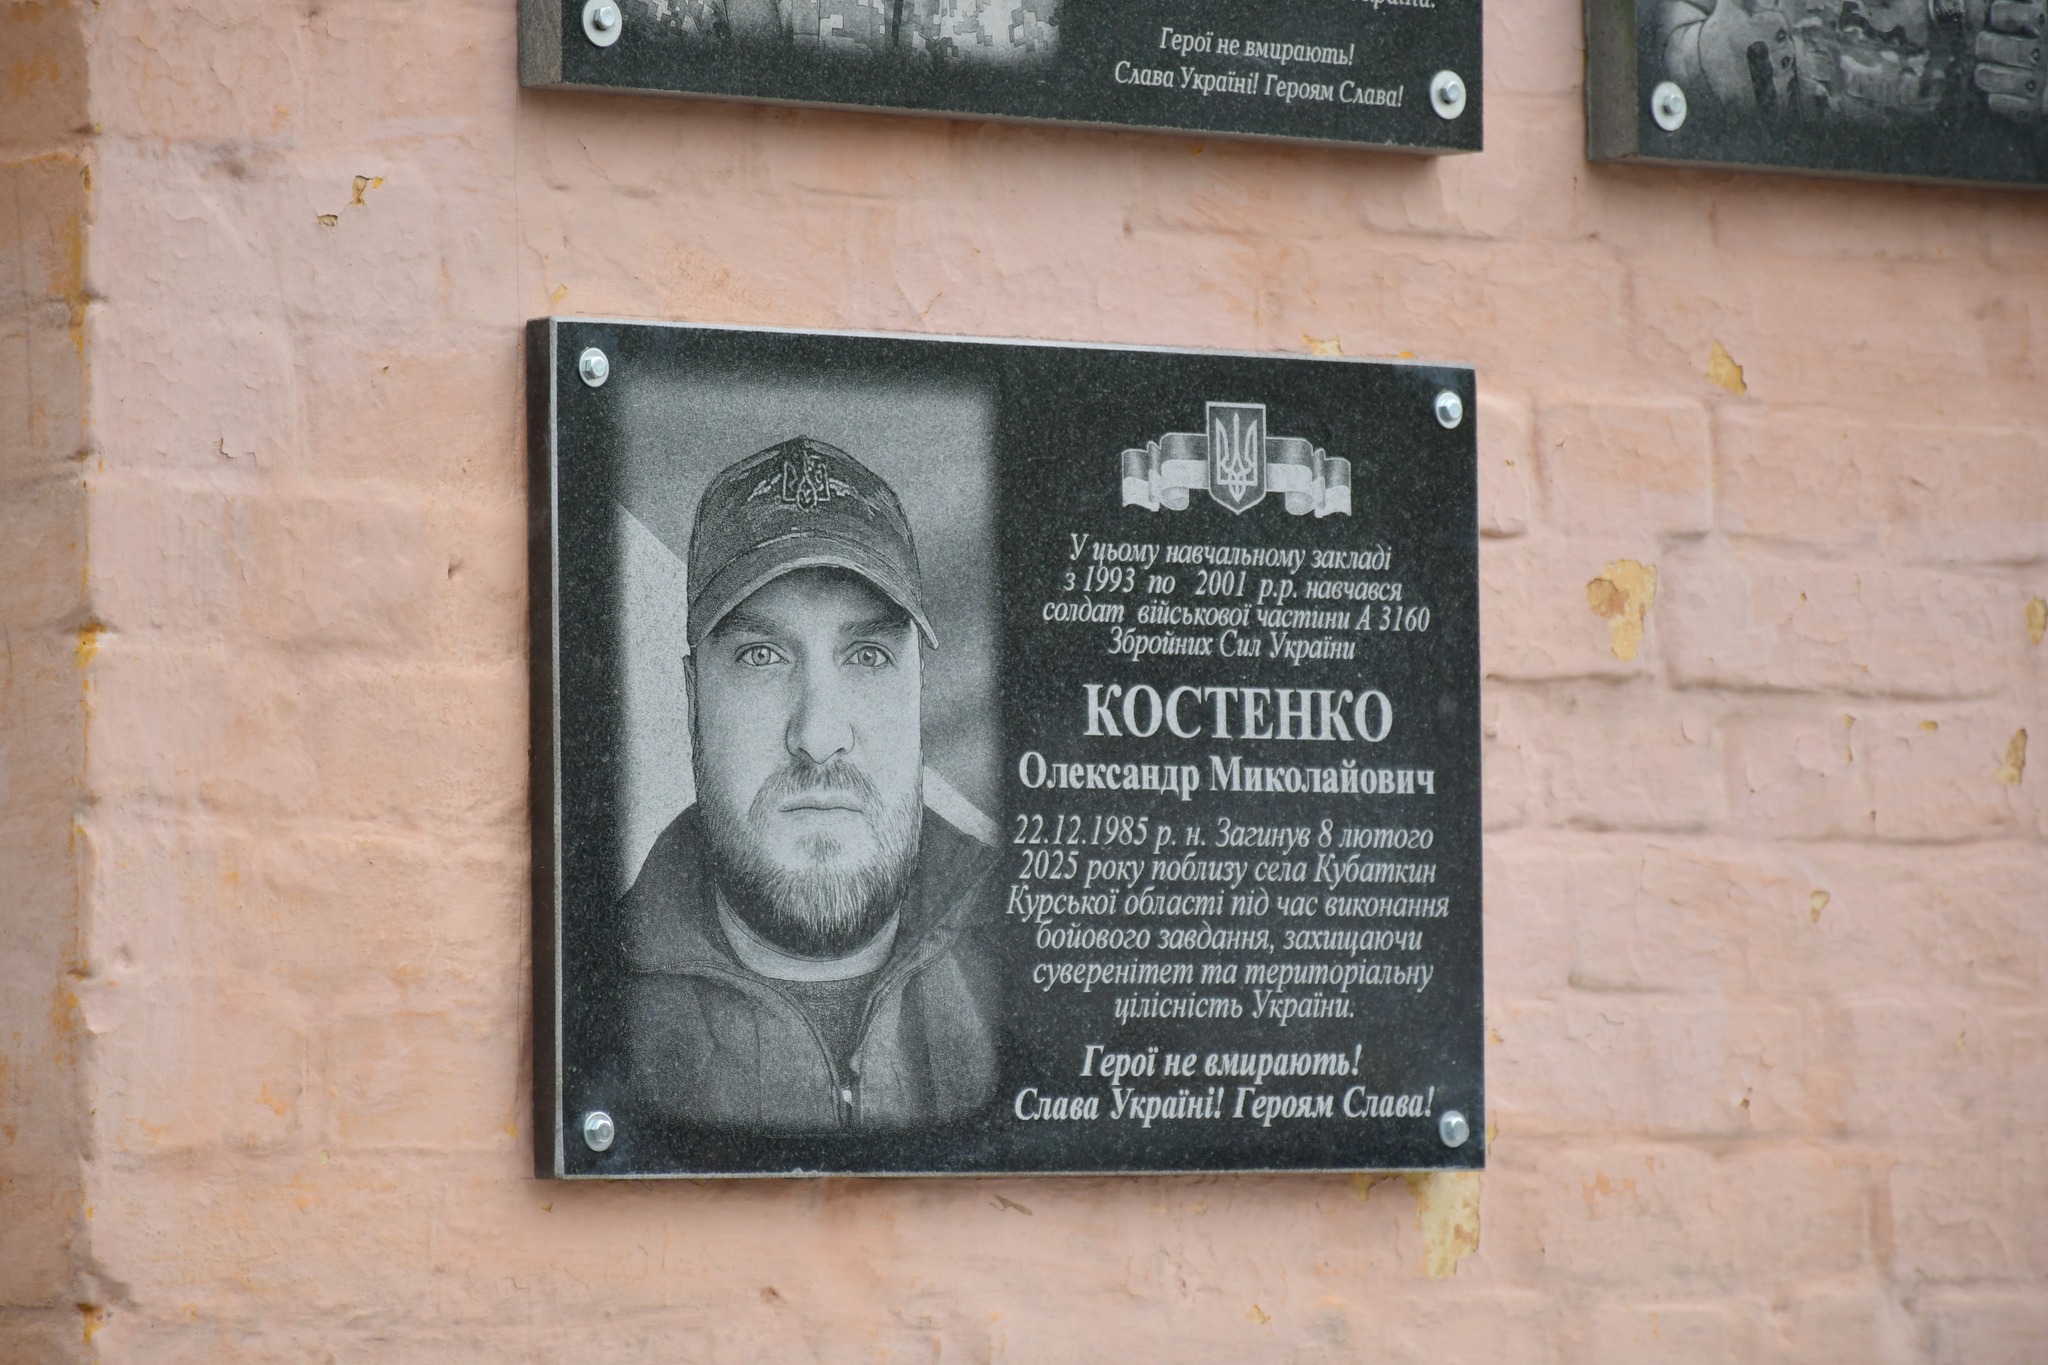 Герої не вмирають!
Слава Україні! Героям Слава!
У цьому навчальному закладі
з 1993 по 2001 р.р. навчався
солдат військової частини А 3160
Збройних Сил України
КОСТЕНКО
Олександр Миколайович
22.12.1985 р. н. Загинув 8 лютого
2025 року поблизу села Кубаткин
Курської області під час виконання
бойового завдання, захищаючи
суверенітет та територіальну
цілісність України.
Герої не вмирають!
Слава Україні! Героям Слава!